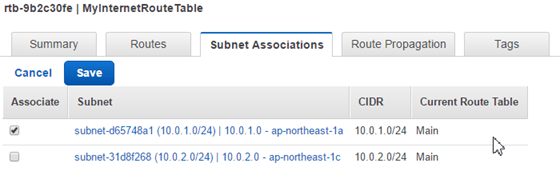 rtb-9b2c30fe | MyInternetRouteTable
Summary Routes Subnet Associations Route Propagation Tags
Cancel Save
Associate Subnet CIDR Current Route Table
subnet-d65748a1 (10.0.1.0/24) | 10.0.1.0 - ap-northeast-1a 10.0.1.0/24 Main
subnet-31d8f268 (10.0.2.0/24) | 10.0.2.0 - ap-northeast-1c 10.0.2.0/24 Main